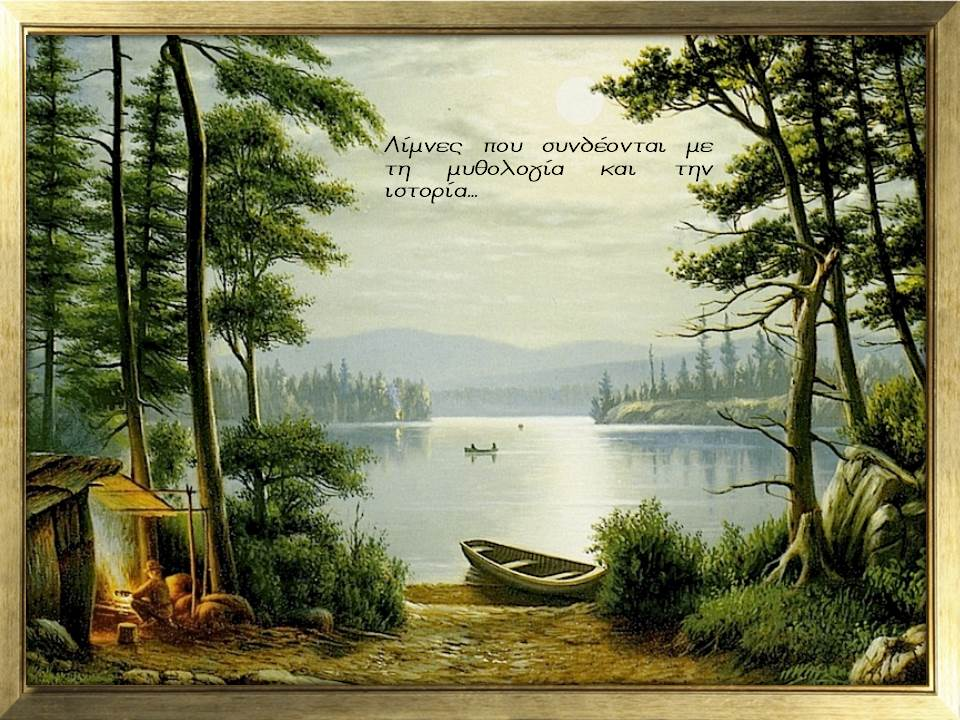 Λίμνες που συνδέονται με
τη μυθολογία και την
ιστορία...